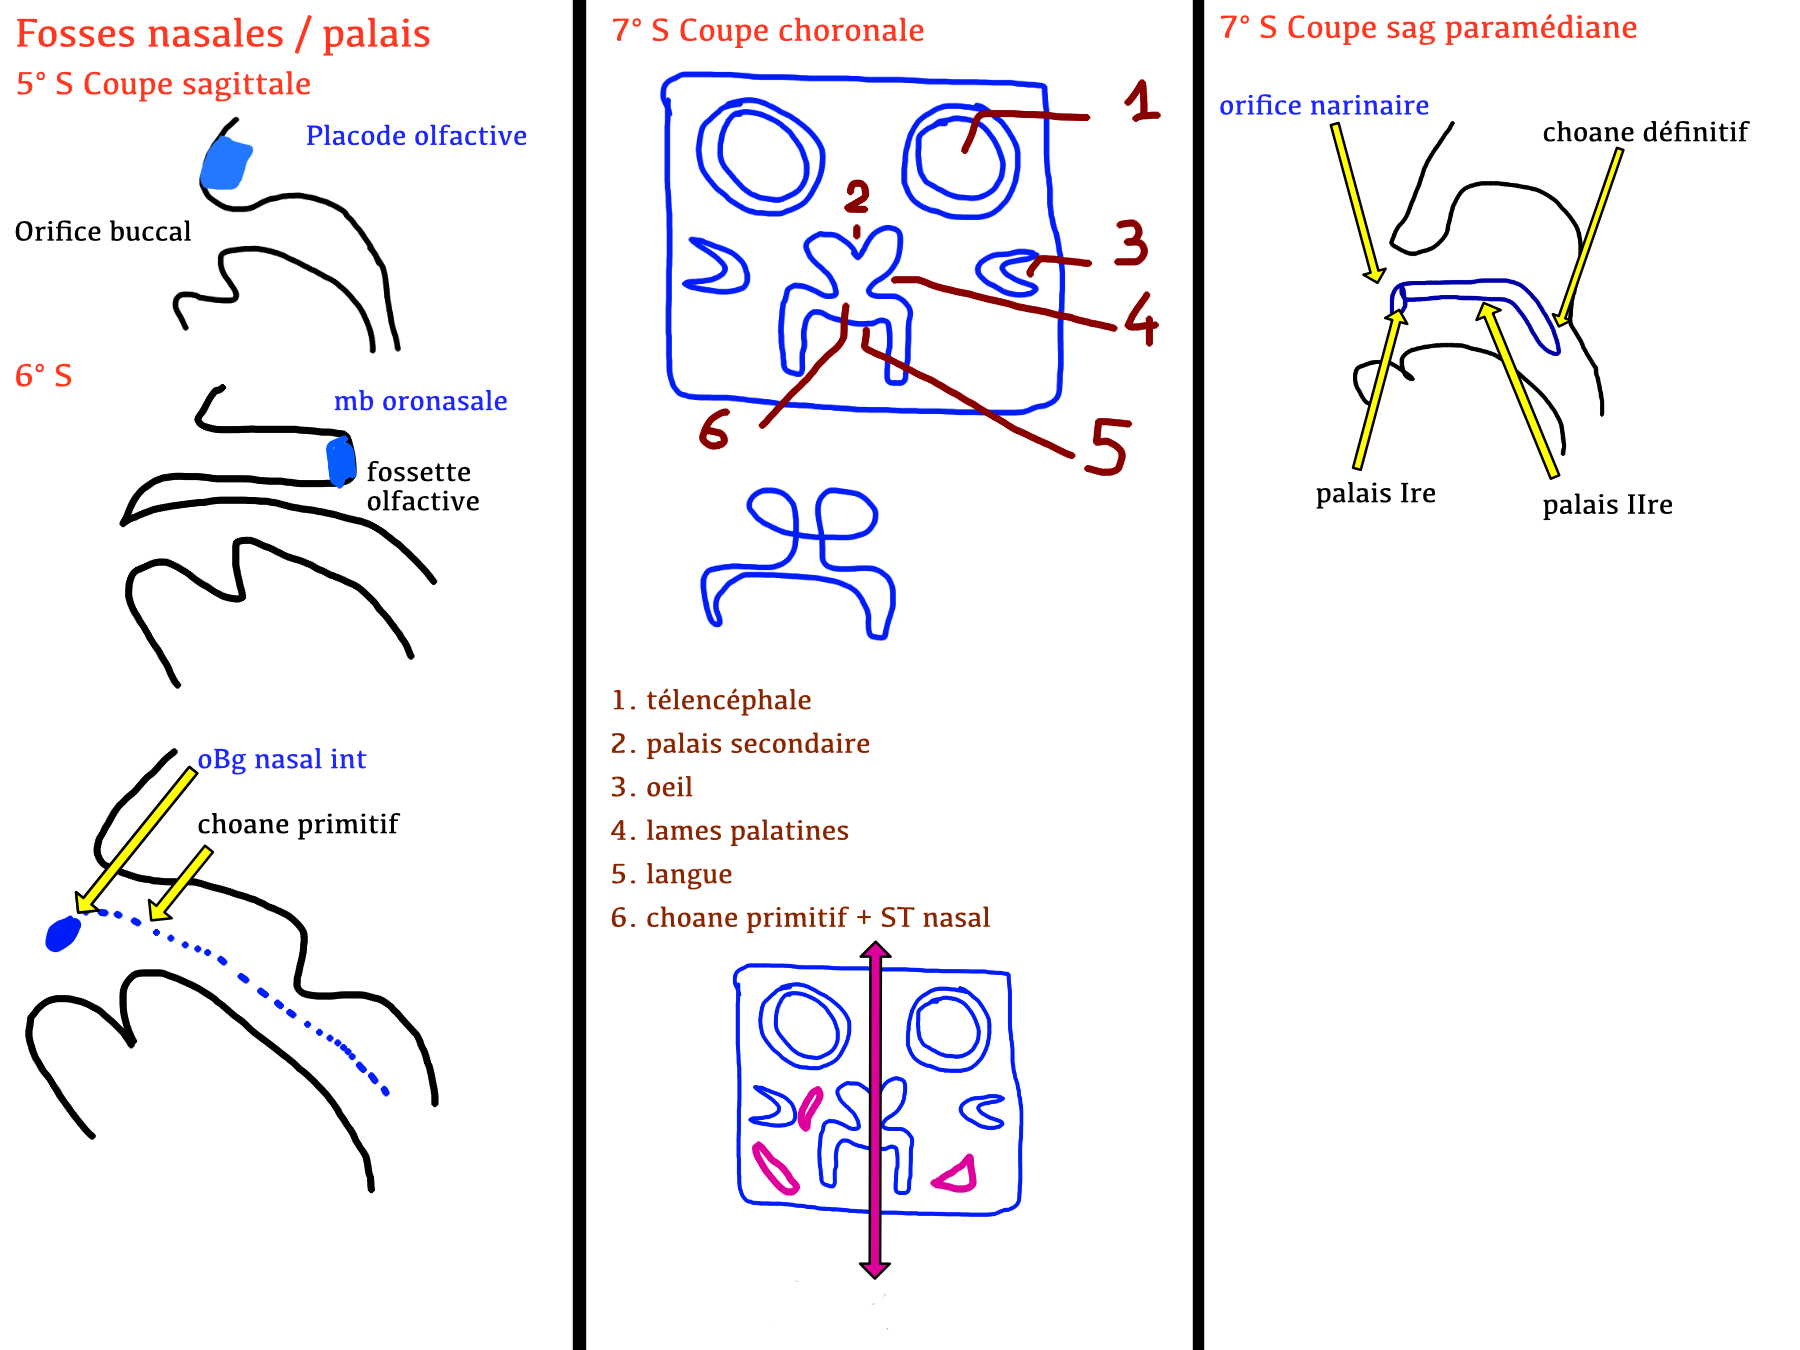 Fosses nasales / palais
5° S Coupe sagittale
Placode olfactive
Orifice buccal
6° S
mb oronasale
fossette
olfactive
oBg nasal int
choane primitif
7° S Coupe choronale
1
2
3
4
5
6
1. télencéphale
2. palais secondaire
3. oeil
4. lames palatines
5. langue
6. choane primitif + ST nasal
7° S Coupe sag paramédiane
orifice narinaire
choane définitif
palais Ire
palais IIre